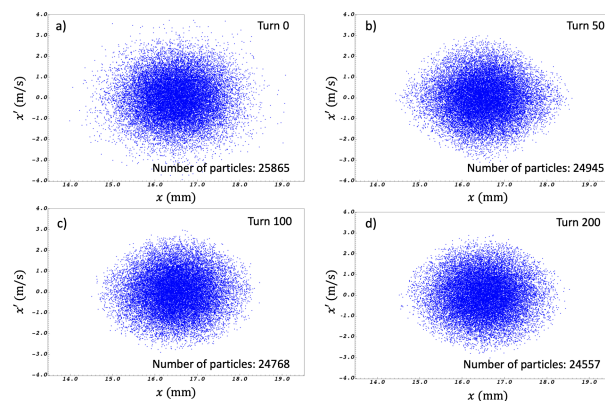 a)
Turn 0
4.0
3.0
2.0
1.0
0.0
-1.0
-2.0
-3.0
-4.0
x′ (m/s)
Number of particles: 25865
14.0 15.0 16.0 17.0 18.0 19.0
x (mm)
b)
Turn 50
4.0
3.0
2.0
1.0
0.0
-1.0
-2.0
-3.0
-4.0
x′ (m/s)
Number of particles: 24945
14.0 15.0 16.0 17.0 18.0 19.0
x (mm)
c)
Turn 100
4.0
3.0
2.0
1.0
0.0
-1.0
-2.0
-3.0
-4.0
x′ (m/s)
Number of particles: 24768
14.0 15.0 16.0 17.0 18.0 19.0
x (mm)
d)
Turn 200
4.0
3.0
2.0
1.0
0.0
-1.0
-2.0
-3.0
-4.0
x′ (m/s)
Number of particles: 24557
14.0 15.0 16.0 17.0 18.0 19.0
x (mm)